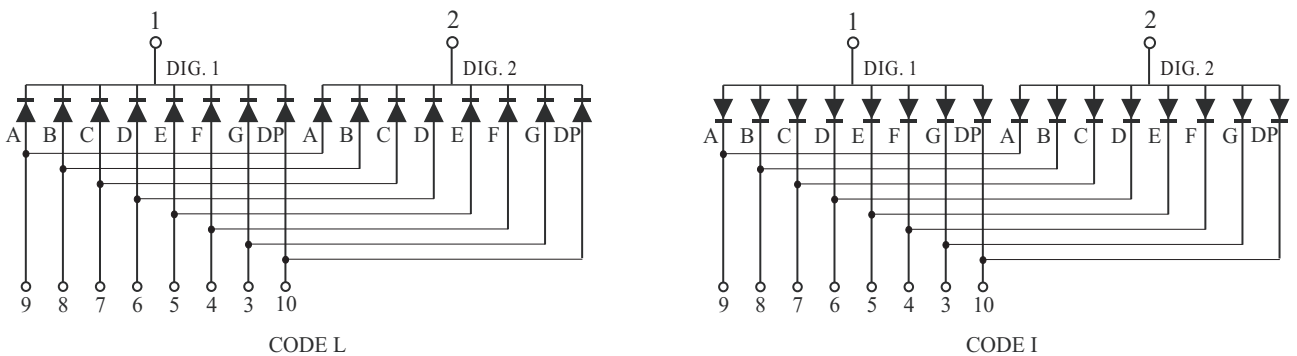 1 2
DIG. 1 DIG. 2
A B C D E F G DP A B C D E F G DP
9 8 7 6 5 4 3 10
CODE L
1 2
DIG. 1 DIG. 2
A B C D E F G DP A B C D E F G DP
9 8 7 6 5 4 3 10
CODE I